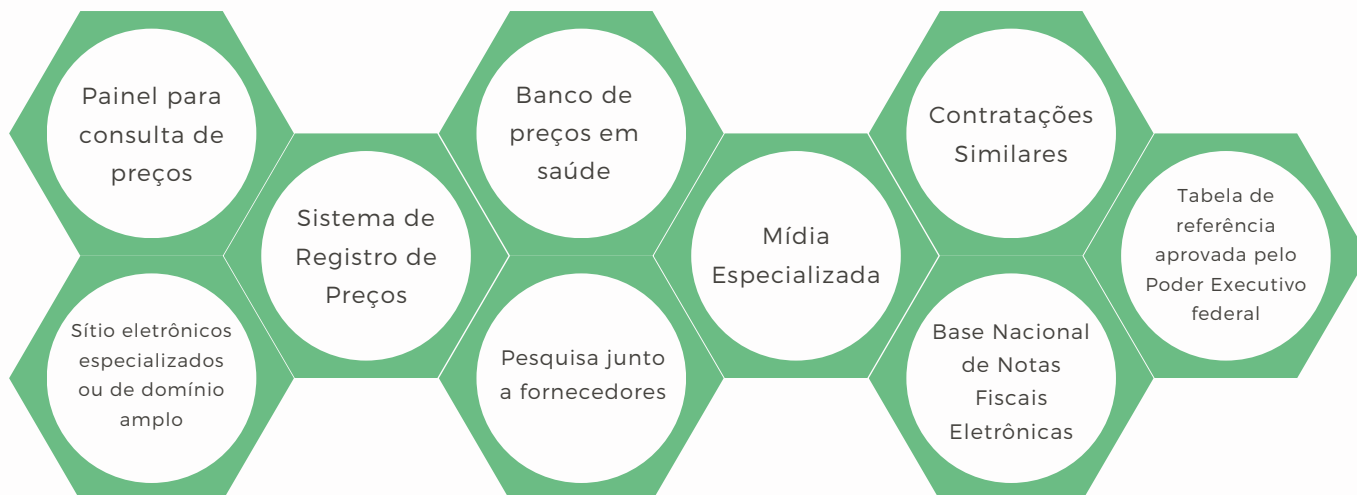 Painel para
consulta de
preços
Sítio eletrônicos
especializados
ou de domínio
amplo
Sistema de
Registro de
Preços
Banco de
preços em
saúde
Pesquisa junto
a fornecedores
Mídia
Especializada
Contratações
Similares
Base Nacional
de Notas
Fiscais
Eletrônicas
Tabela de
referência
aprovada pelo
Poder Executivo
federal